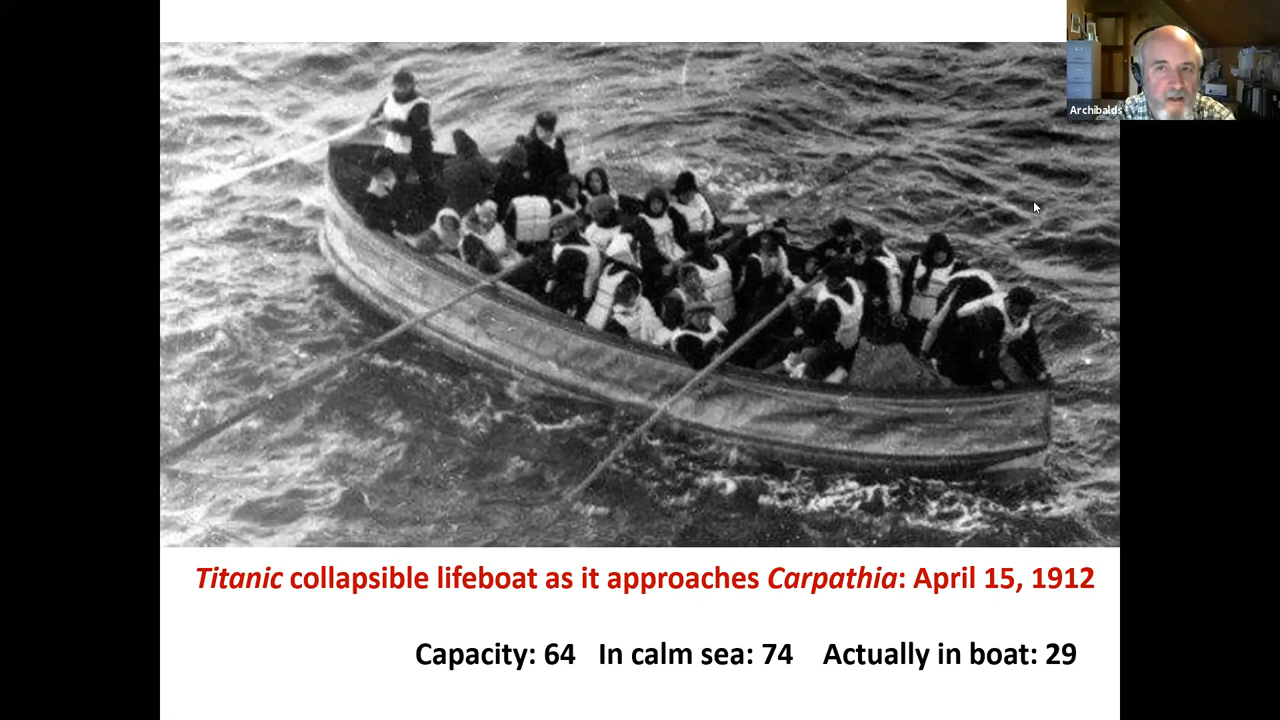 Archibalds
Titanic collapsible lifeboat as it approaches Carpathia: April 15, 1912
Capacity: 64 In calm sea: 74 Actually in boat: 29